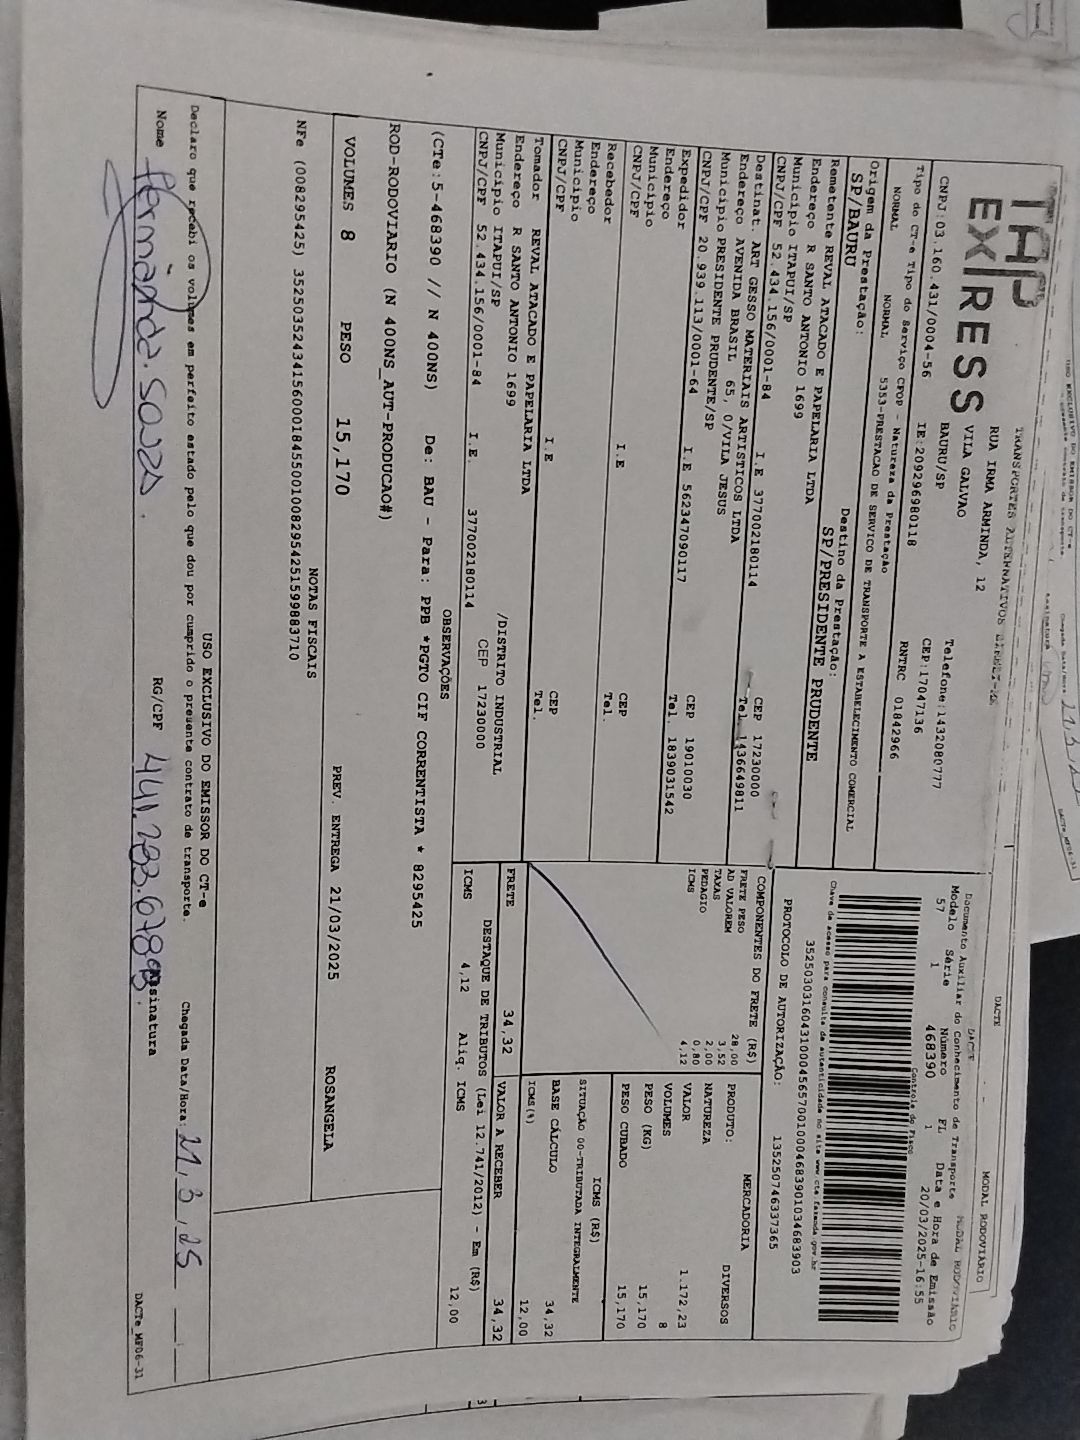 TAP
EX/RESS
TRANSPORTES ALTERNATIVOS
RUA IRMA ARMINDA, 12
VILA GALVAO
BAURU/SP
Telefone:1432080777
CEP:17047136
CNPJ:03.160.431/0004-56
IE:209296980118
RNTRC 01842966
Tipo do CT-e Tipo do Serviço CFOP - Natureza da Prestação
NORMAL NORMAL 5353-PRESTACAO DE SERVICO DE TRANSPORTE A ESTABELECIMENTO COMERCIAL
Origem da Prestação: Destino da Prestação:
SP/BAURU SP/PRESIDENTE PRUDENTE
Remetente REVAL ATACADO E PAPELARIA LTDA
Endereço R SANTO ANTONIO 1699
Município ITAPUI/SP CEP 17230000
CNPJ/CPF 52.434.156/0001-84 I.E 377002180114 Tel. 1436649811
Destinat. ART GESSO MATERIAIS ARTISTICOS LTDA
Endereço AVENIDA BRASIL 65, 0/VILA JESUS
Município PRESIDENTE PRUDENTE/SP CEP 19010030
CNPJ/CPF 20.939.113/0001-64 I.E 562347090117 Tel. 1839031542
Expedidor
Endereço
Município CEP
CNPJ/CPF I.E Tel.
Recebedor
Endereço
Município CEP
CNPJ/CPF I.E Tel.
Tomador REVAL ATACADO E PAPELARIA LTDA
Endereço R SANTO ANTONIO 1699 /DISTRITO INDUSTRIAL
Município ITAPUI/SP CEP 17230000
CNPJ/CPF 52.434.156/0001-84 I.E. 377002180114
DACTE
MODAL RODOVIÁRIO
Documento Auxiliar do Conhecimento de Transporte
Modelo Série Número FL Data e Hora de Emissão
57 1 468390 1 20/03/2025-16:55
Controle do Fisco
Chave de acesso para consulta de autenticidade no site www.cte.fazenda.gov.br
35250303160431000456570010004683901034683903
PROTOCOLO DE AUTORIZAÇÃO: 135250746337365
COMPONENTES DO FRETE (R$)
FRETE PESO 28,00
AD VALOREM 3,52
TAXAS 2,00
PEDAGIO 0,80
ICMS 4,12
MERCADORIA
PRODUTO: DIVERSOS
NATUREZA
VALOR 1.172,23
VOLUMES 8
PESO (KG) 15,170
PESO CUBADO 15,170
ICMS (R$)
SITUAÇÃO 00-TRIBUTADA INTEGRALMENTE
BASE CÁLCULO 34,32
ICMS(%) 12,00
FRETE 34,32 VALOR A RECEBER 34,32
DESTAQUE DE TRIBUTOS (Lei 12.741/2012) - Em (R$)
ICMS 4,12 Aliq. ICMS 12,00
OBSERVAÇÕES
(CTe:5-468390 // N 400NS) De: BAU - Para: PPB *PGTO CIF CORRENTISTA * 8295425
ROD-RODOVIARIO (N 400NS_AUT-PRODUCAO#)
VOLUMES 8 PESO 15,170 PREV. ENTREGA 21/03/2025 ROSANGELA
NOTAS FISCAIS
NFe (008295425) 35250352434156000184550010082954251599883710
USO EXCLUSIVO DO EMISSOR DO CT-e
Declaro que recebi os volumes em perfeito estado pelo que dou por cumprido o presente contrato de transporte. Chegada Data/Hora: 21,3,25
Nome Fernanda. Souza. RG/CPF 441.283.678 Assinatura
DACTe_MF06-31